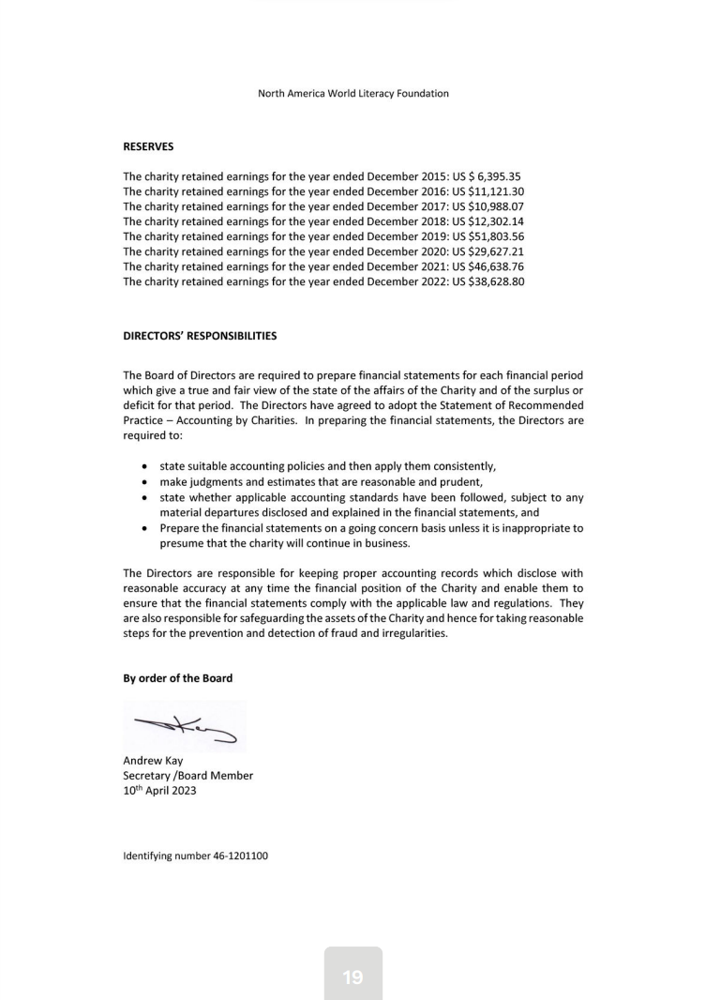 North America World Literacy Foundation
RESERVES
The charity retained earnings for the year ended December 2015: US $ 6,395.35
The charity retained earnings for the year ended December 2016: US $11,121.30
The charity retained earnings for the year ended December 2017: US $10,988.07
The charity retained earnings for the year ended December 2018: US $12,302.14
The charity retained earnings for the year ended December 2019: US $51,803.56
The charity retained earnings for the year ended December 2020: US $29,627.21
The charity retained earnings for the year ended December 2021: US $46,638.76
The charity retained earnings for the year ended December 2022: US $38,628.80
DIRECTORS' RESPONSIBILITIES
The Board of Directors are required to prepare financial statements for each financial period
which give a true and fair view of the state of the affairs of the Charity and of the surplus or
deficit for that period. The Directors have agreed to adopt the Statement of Recommended
Practice – Accounting by Charities. In preparing the financial statements, the Directors are
required to:
• state suitable accounting policies and then apply them consistently,
• make judgments and estimates that are reasonable and prudent,
• state whether applicable accounting standards have been followed, subject to any
material departures disclosed and explained in the financial statements, and
• Prepare the financial statements on a going concern basis unless it is inappropriate to
presume that the charity will continue in business.
The Directors are responsible for keeping proper accounting records which disclose with
reasonable accuracy at any time the financial position of the Charity and enable them to
ensure that the financial statements comply with the applicable law and regulations. They
are also responsible for safeguarding the assets of the Charity and hence for taking reasonable
steps for the prevention and detection of fraud and irregularities.
By order of the Board
Andrew Kay
Secretary /Board Member
10th April 2023
Identifying number 46-1201100
19